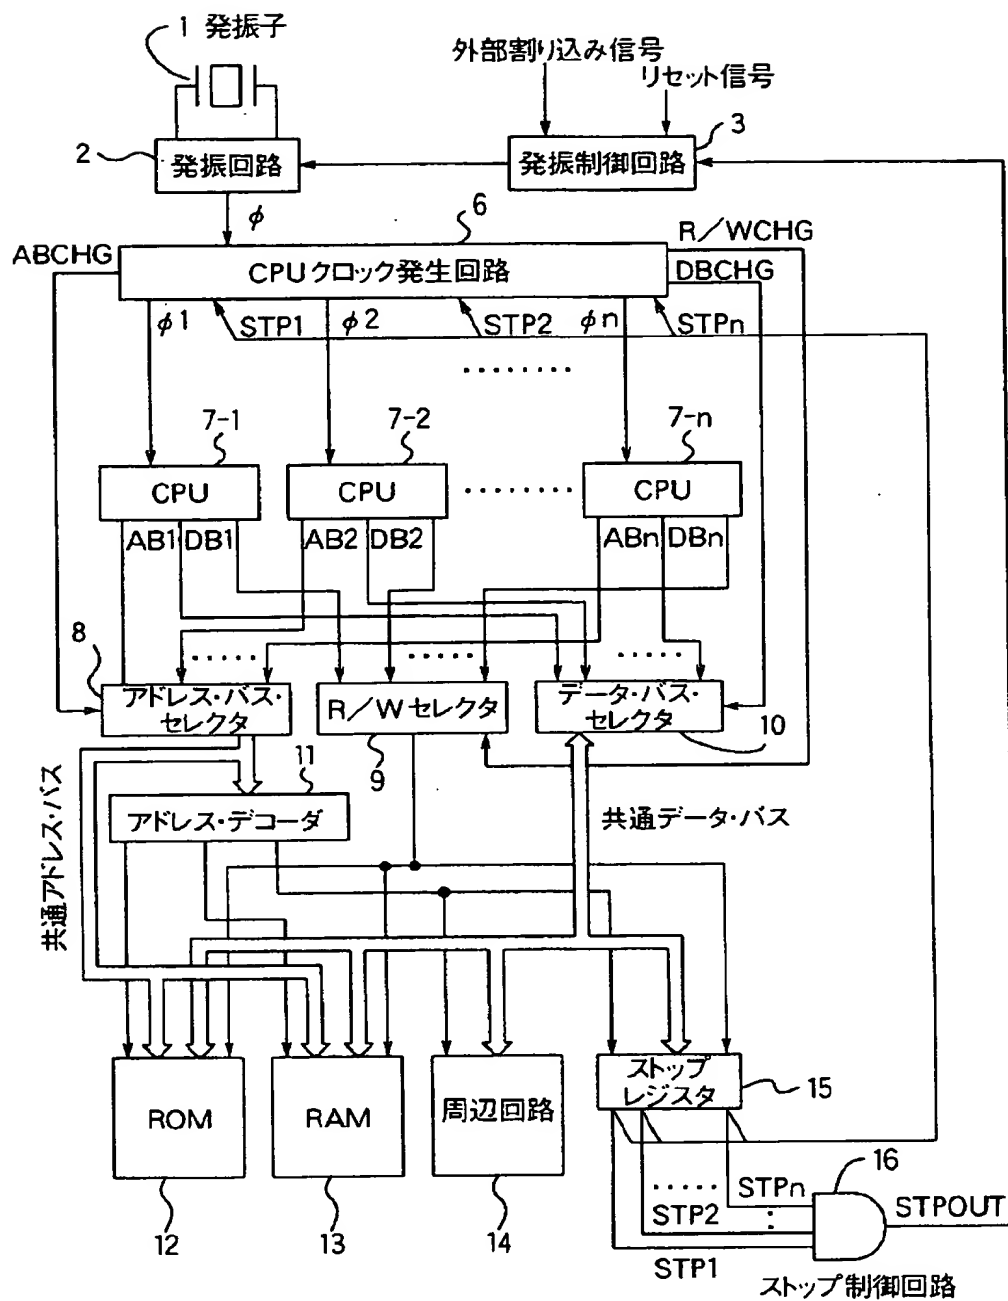 1 発振子
外部割り込み信号
リセット信号
2
発振回路
発振制御回路
3
φ
6
R/WCHG
ABCHG
CPUクロック発生回路
DBCHG
φ1
STP1
φ2
STP2
φn
STPn
........
7-1
7-2
7-n
CPU
CPU
........
CPU
AB1
DB1
AB2
DB2
ABn
DBn
8
.....
.....
.....
アドレス・バス・
セレクタ
R/Wセレクタ
データ・バス・
セレクタ
10
11
9
アドレス・デコーダ
共通データ・バス
共通アドレス・バス
ROM
RAM
周辺回路
ストップ
レジスタ
15
12
13
14
16
.....
STPn
STP2
STP1
STPOUT
ストップ制御回路